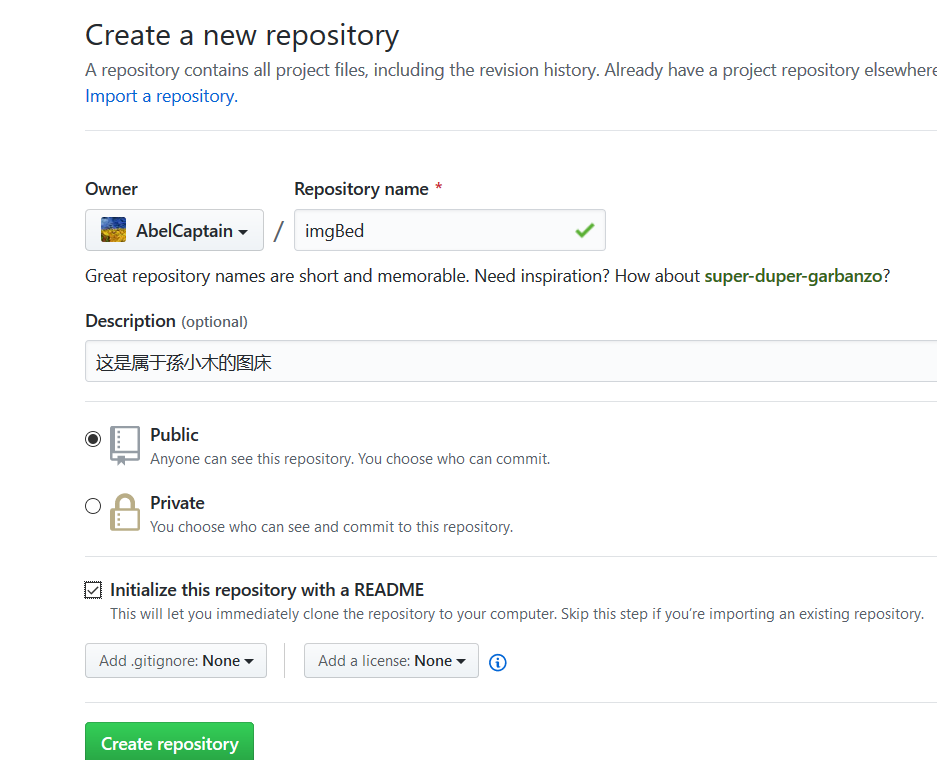 Create a new repository
A repository contains all project files, including the revision history. Already have a project repository elsewhere
Import a repository.
Owner Repository name *
AbelCaptain / imgBed
Great repository names are short and memorable. Need inspiration? How about super-duper-garbanzo?
Description (optional)
这是属于孫小木的图床
Public
Anyone can see this repository. You choose who can commit.
Private
You choose who can see and commit to this repository.
Initialize this repository with a README
This will let you immediately clone the repository to your computer. Skip this step if you’re importing an existing repository.
Add .gitignore: None Add a license: None
Create repository